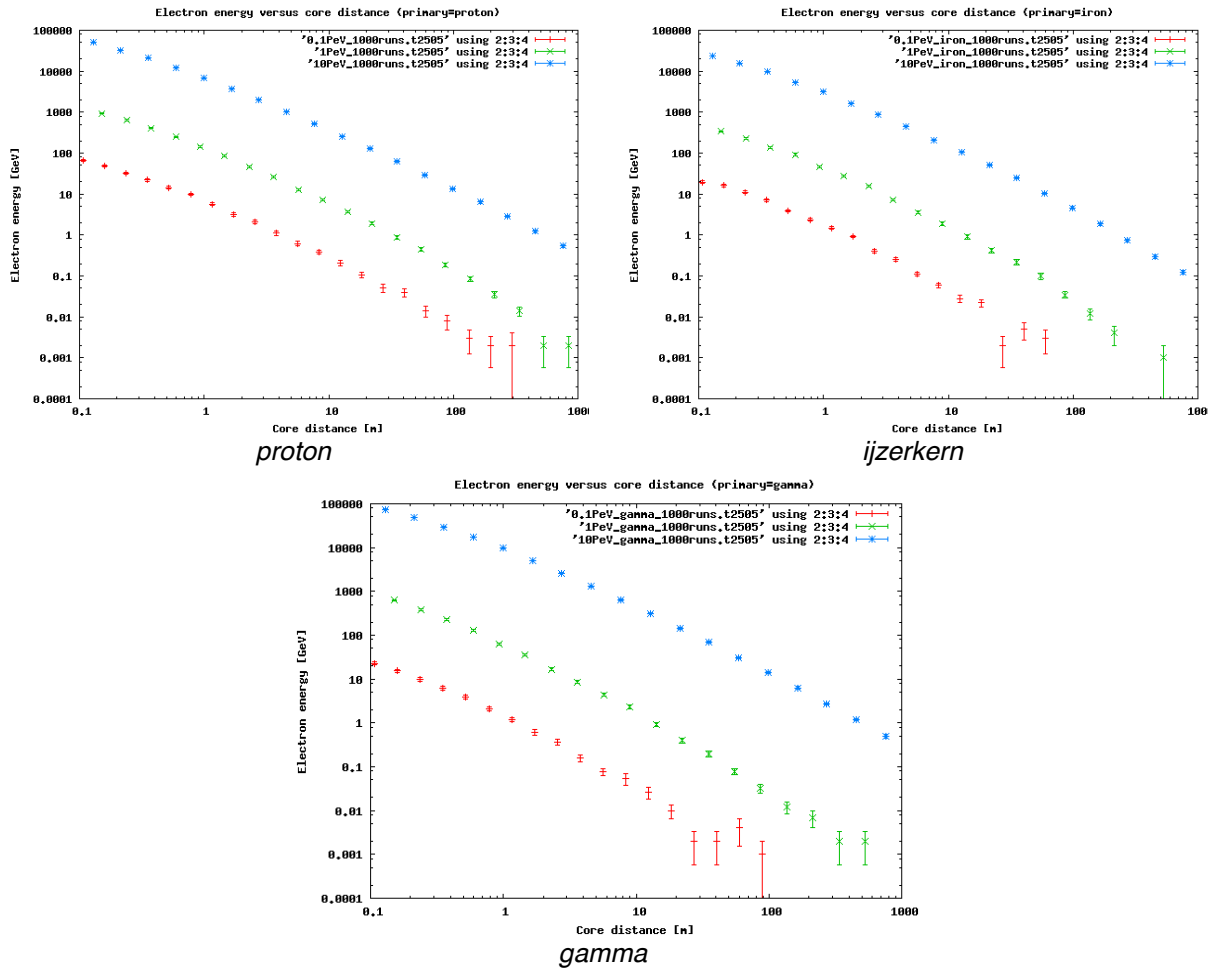 Electron energy versus core distance (primary=proton)
'0.1PeV_1000runs.t2505' using 2:3:4
'1PeV_1000runs.t2505' using 2:3:4
'10PeV_1000runs.t2505' using 2:3:4
100000
10000
1000
100
10
1
0.1
0.01
0.001
0.0001
Electron energy [GeV]
0.1 1 10 100 1000
Core distance [m]
proton
Electron energy versus core distance (primary=iron)
'0.1PeV_iron_1000runs.t2505' using 2:3:4
'1PeV_iron_1000runs.t2505' using 2:3:4
'10PeV_iron_1000runs.t2505' using 2:3:4
100000
10000
1000
100
10
1
0.1
0.01
0.001
0.0001
Electron energy [GeV]
0.1 1 10 100 1000
Core distance [m]
ijzerkern
Electron energy versus core distance (primary=gamma)
'0.1PeV_gamma_1000runs.t2505' using 2:3:4
'1PeV_gamma_1000runs.t2505' using 2:3:4
'10PeV_gamma_1000runs.t2505' using 2:3:4
100000
10000
1000
100
10
1
0.1
0.01
0.001
0.0001
Electron energy [GeV]
0.1 1 10 100 1000
Core distance [m]
gamma